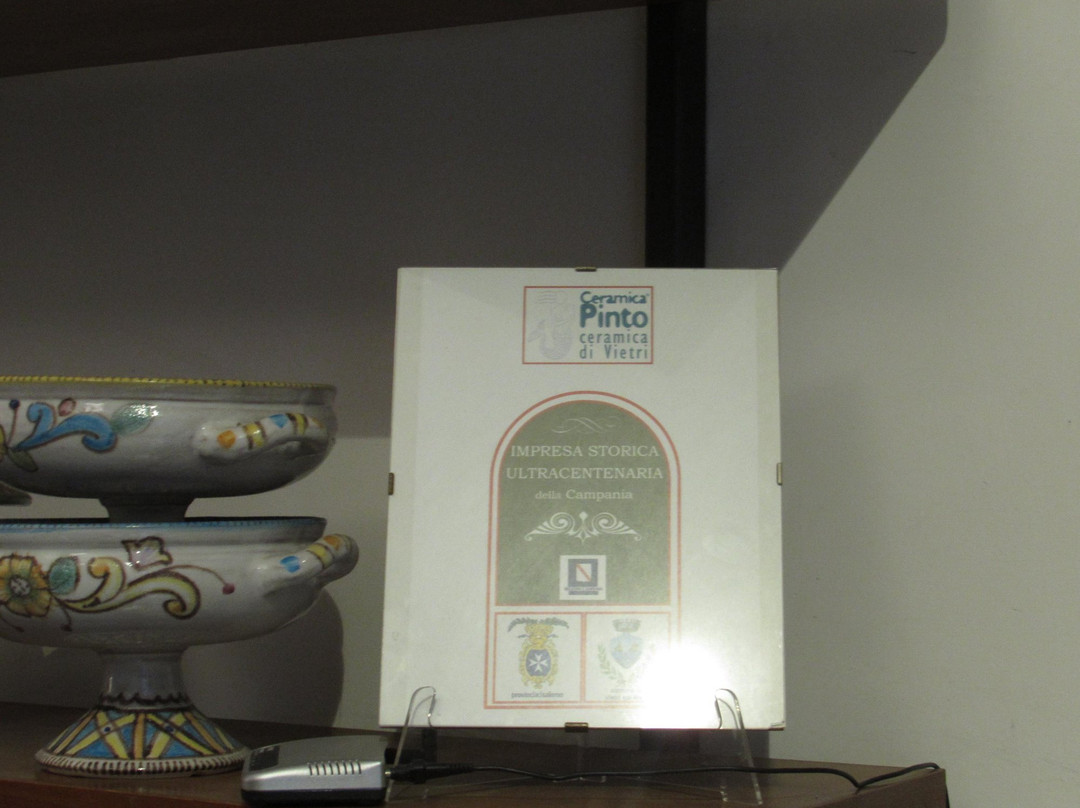 Ceramica
Pinto
ceramica
di Vietri
IMPRESA STORICA
ULTRACENTENARIA
della Campania